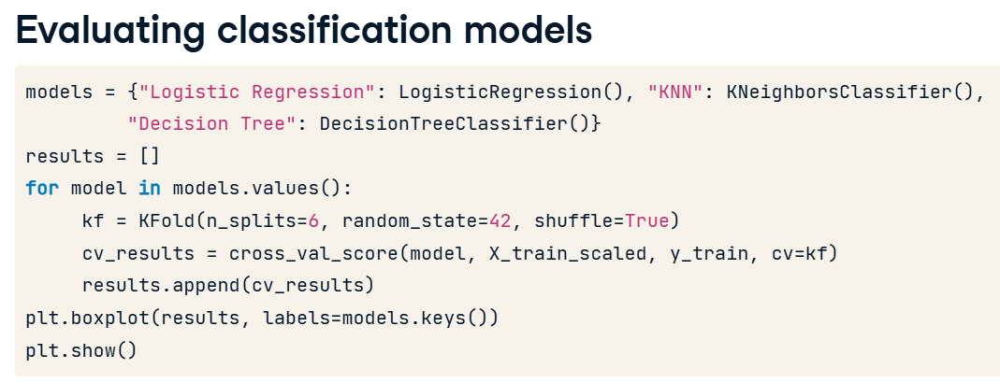 Evaluating classification models
models = {"Logistic Regression": LogisticRegression(), "KNN": KNeighborsClassifier(),
         "Decision Tree": DecisionTreeClassifier()}
results = []
for model in models.values():
     kf = KFold(n_splits=6, random_state=42, shuffle=True)
     cv_results = cross_val_score(model, X_train_scaled, y_train, cv=kf)
     results.append(cv_results)
plt.boxplot(results, labels=models.keys())
plt.show()